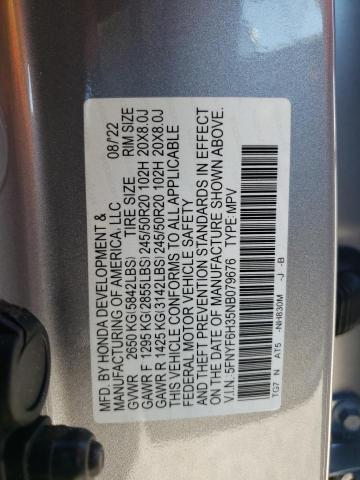 MFD. BY HONDA DEVELOPMENT & 08/22
MANUFACTURING OF AMERICA, LLC
GVWR 2650 KG(5842LBS) TIRE SIZE RIM SIZE
GAWR F 1295 KG(2855LBS) 245/50R20 102H 20X8.0J
GAWR R 1425 KG(3142LBS) 245/50R20 102H 20X8.0J
THIS VEHICLE CONFORMS TO ALL APPLICABLE
FEDERAL MOTOR VEHICLE SAFETY
AND THEFT PREVENTION STANDARDS IN EFFECT
ON THE DATE OF MANUFACTURE SHOWN ABOVE.
V.I.N. 5FNYF6H35NB079676 TYPE: MPV
TG7 N AT5 -NH830M -J -B